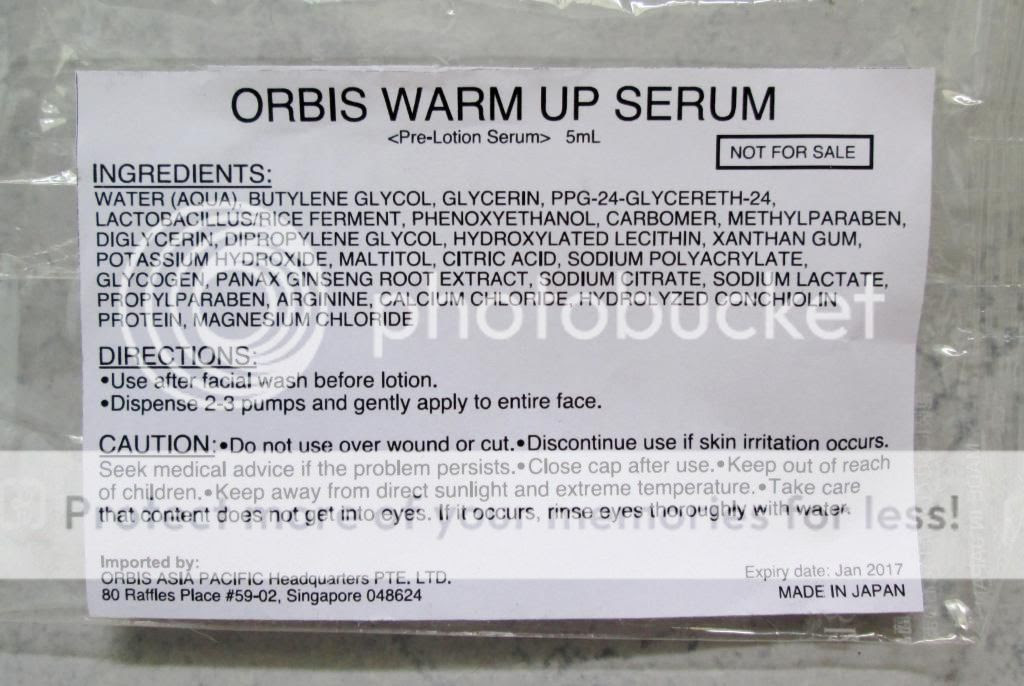 ORBIS WARM UP SERUM
<Pre-Lotion Serum> 5mL
NOT FOR SALE
INGREDIENTS:
WATER (AQUA), BUTYLENE GLYCOL, GLYCERIN, PPG-24-GLYCERETH-24,
LACTOBACILLUS/RICE FERMENT, PHENOXYETHANOL, CARBOMER, METHYLPARABEN,
DIGLYCERIN, DIPROPYLENE GLYCOL, HYDROXYLATED LECITHIN, XANTHAN GUM,
POTASSIUM HYDROXIDE, MALTITOL, CITRIC ACID, SODIUM POLYACRYLATE,
GLYCOGEN, PANAX GINSENG ROOT EXTRACT, SODIUM CITRATE, SODIUM LACTATE,
PROPYLPARABEN, ARGININE, CALCIUM CHLORIDE, HYDROLYZED CONCHIOLIN
PROTEIN, MAGNESIUM CHLORIDE
photobucket
DIRECTIONS:
•Use after facial wash before lotion.
•Dispense 2-3 pumps and gently apply to entire face.
CAUTION:•Do not use over wound or cut.•Discontinue use if skin irritation occurs.
Seek medical advice if the problem persists.•Close cap after use.•Keep out of reach
of children.•Keep away from direct sunlight and extreme temperature.•Take care
that content does not get into eyes. If it occurs, rinse eyes thoroughly with water.
Protect more of your memories for less!
Imported by:
ORBIS ASIA PACIFIC Headquarters PTE. LTD.
80 Raffles Place #59-02, Singapore 048624
Expiry date: Jan 2017
MADE IN JAPAN